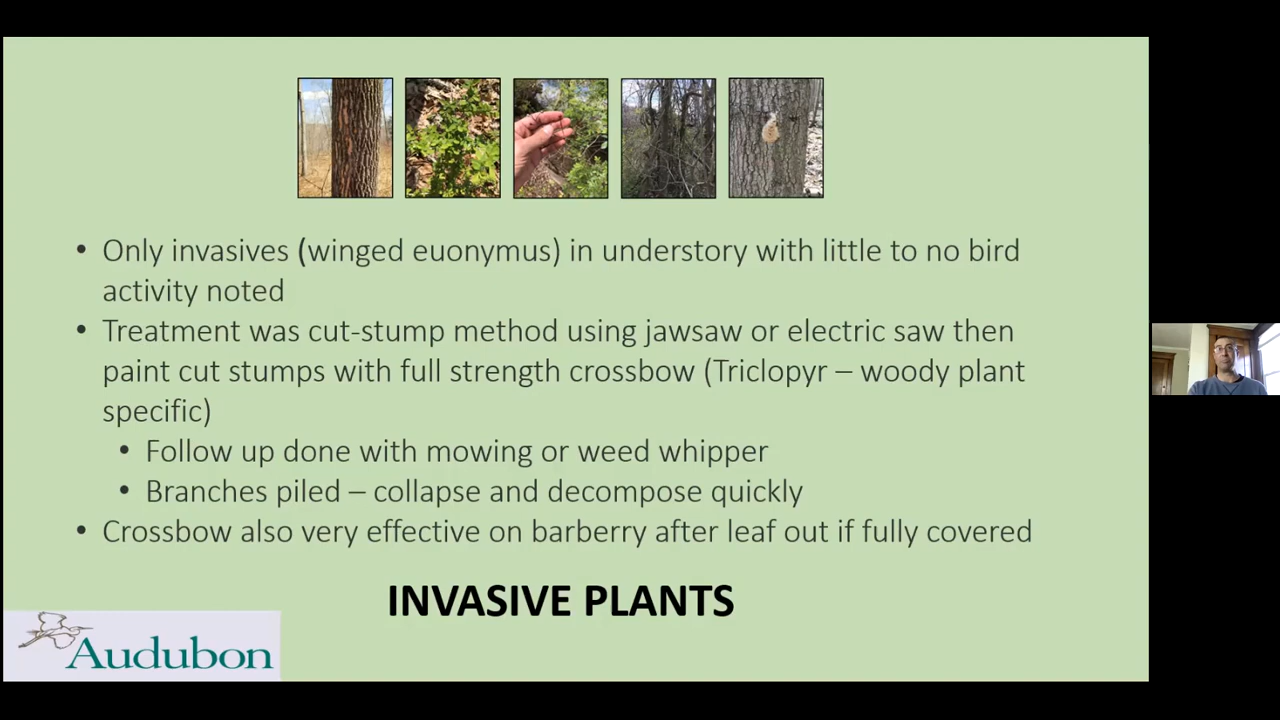 • Only invasives (winged euonymus) in understory with little to no bird
activity noted
• Treatment was cut-stump method using jawsaw or electric saw then
paint cut stumps with full strength crossbow (Triclopyr – woody plant
specific)
• Follow up done with mowing or weed whipper
• Branches piled – collapse and decompose quickly
• Crossbow also very effective on barberry after leaf out if fully covered
INVASIVE PLANTS
Audubon